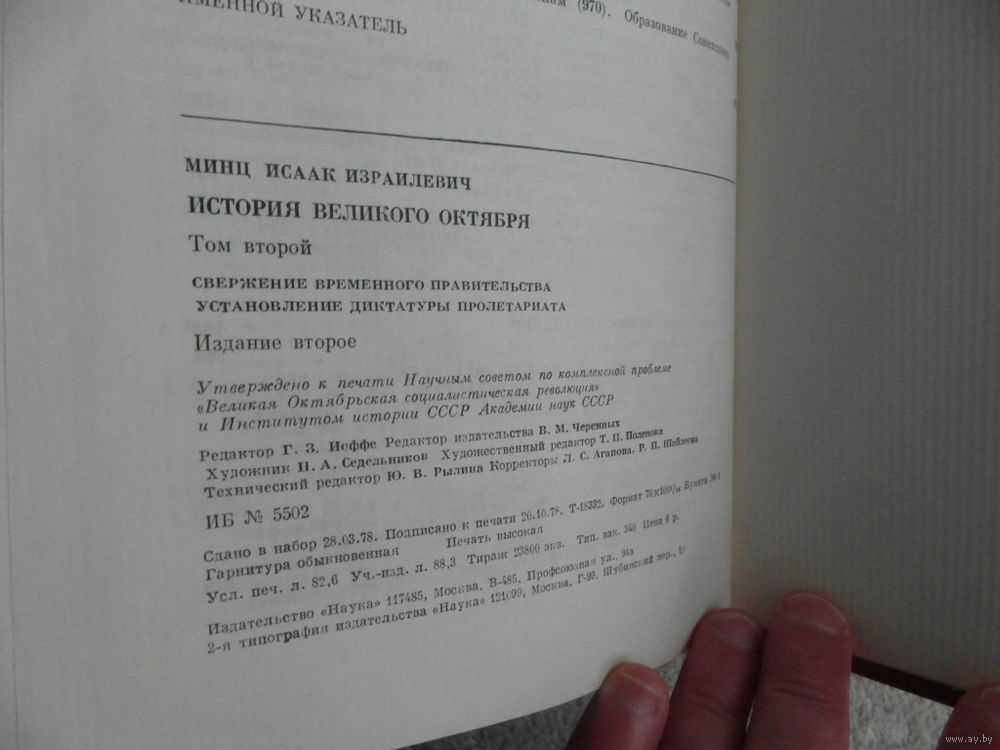 (970). Образование Советских
ИМЕННОЙ УКАЗАТЕЛЬ
МИНЦ ИСААК ИЗРАИЛЕВИЧ
ИСТОРИЯ ВЕЛИКОГО ОКТЯБРЯ
Том второй
СВЕРЖЕНИЕ ВРЕМЕННОГО ПРАВИТЕЛЬСТВА
УСТАНОВЛЕНИЕ ДИКТАТУРЫ ПРОЛЕТАРИАТА
Издание второе
Утверждено к печати Научным советом по комплексной проблеме
«Великая Октябрьская социалистическая революция»
и Институтом истории СССР Академии наук СССР
Редактор Г. З. Иоффе Редактор издательства В. М. Черемных
Художник Н. А. Седельников Художественный редактор Т. П. Поленова
Технический редактор Ю. В. Рылина Корректоры Л. С. Агапова, Р. П. Шаблеева
ИБ № 5502
Сдано в набор 28.03.78. Подписано к печати 20.10.78. Т-18332. Формат 70×100¹/₁₆ Бумага № 1
Гарнитура обыкновенная Печать высокая
Усл. печ. л. 82,6 Уч.-изд. л. 88,3 Тираж 23800 экз. Тип. зак. 340 Цена 6 р.
Издательство «Наука» 117485, Москва, В-485, Профсоюзная ул., 94а
2-я типография издательства «Наука» 121099, Москва, Г-99, Шубинский пер., 10
www.ay.by